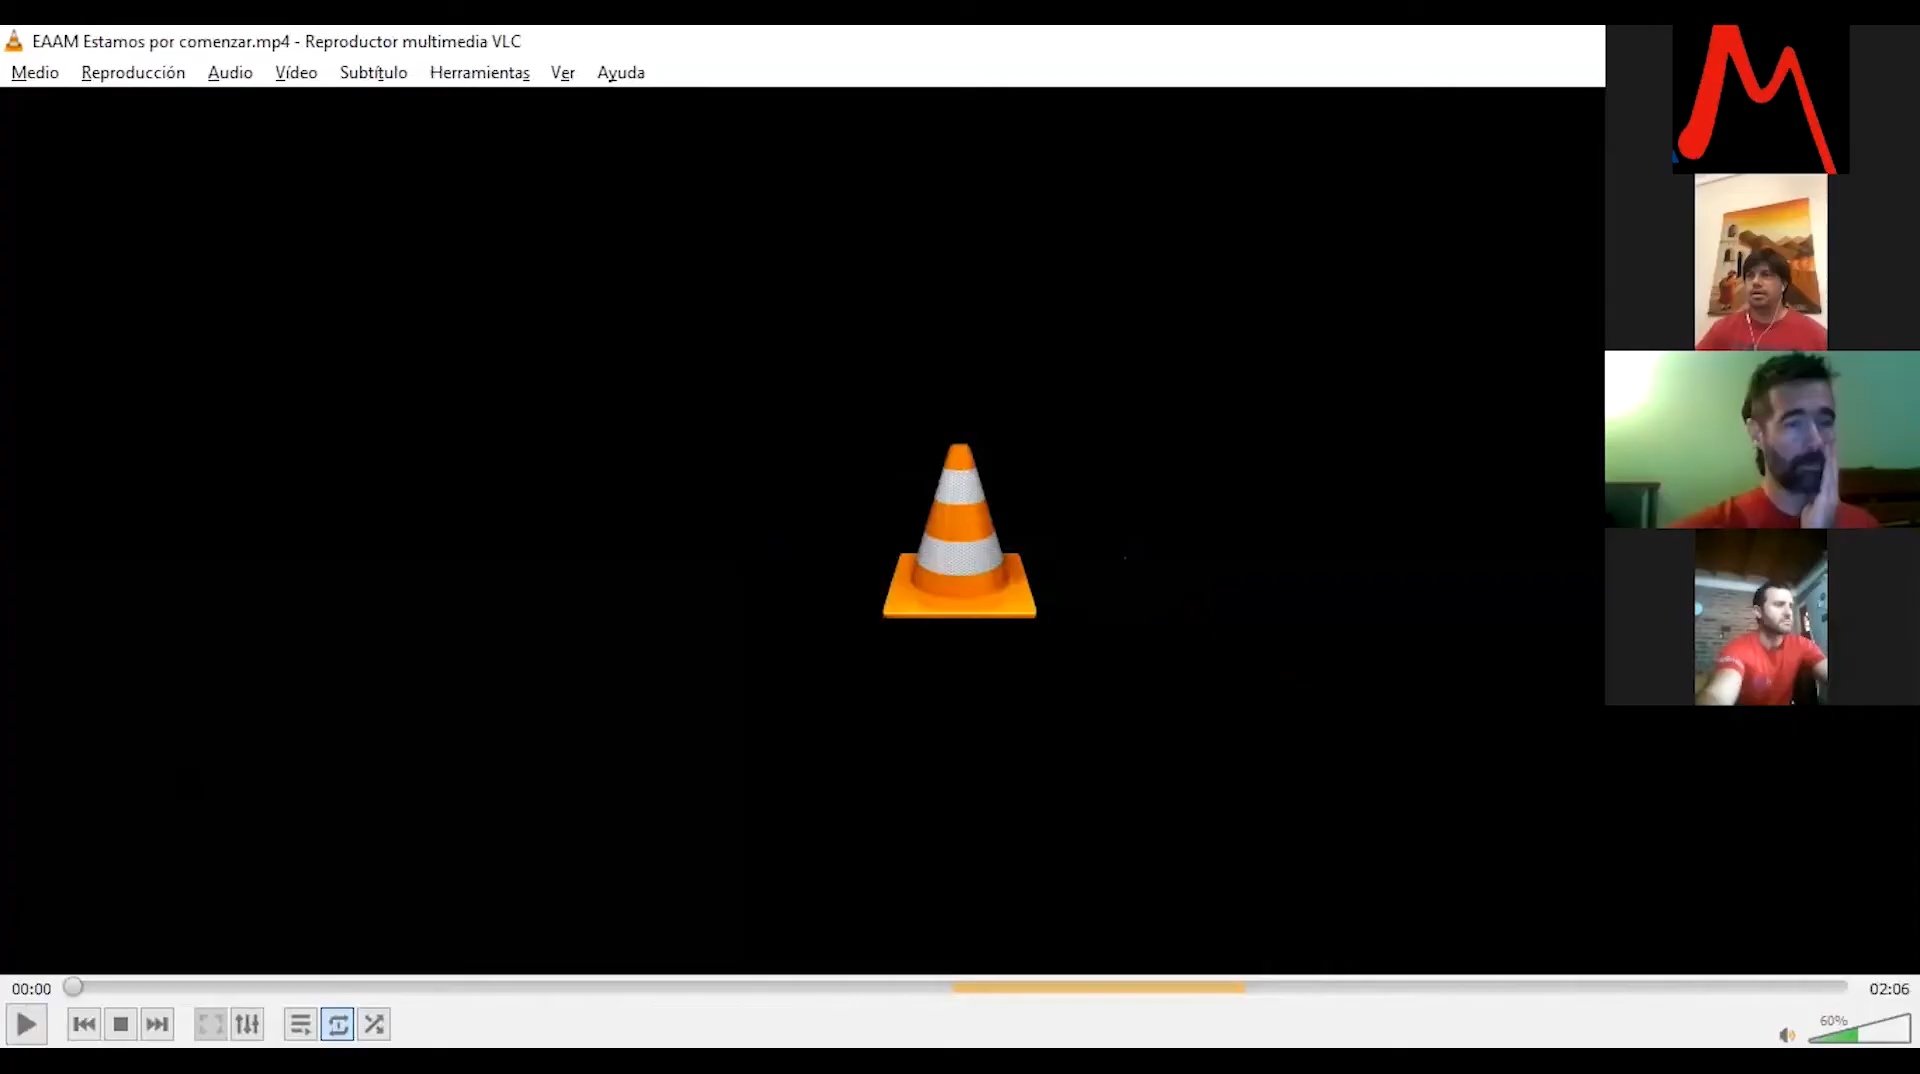 EAAM Estamos por comenzar.mp4 - Reproductor multimedia VLC
Medio Reproducción Audio Vídeo Subtítulo Herramientas Ver Ayuda
00:00
02:06
60%